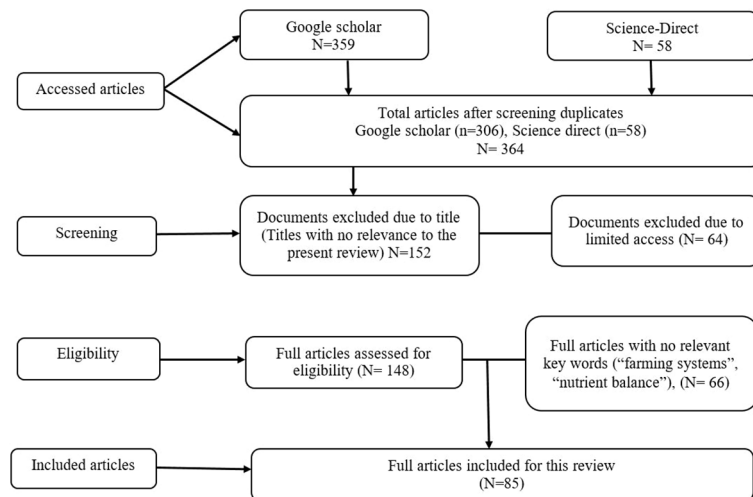 Google scholar
N=359
Science-Direct
N= 58
Accessed articles
Total articles after screening duplicates
Google scholar (n=306), Science direct (n=58)
N= 364
Screening
Documents excluded due to title
(Titles with no relevance to the
present review) N=152
Documents excluded due to
limited access (N= 64)
Eligibility
Full articles assessed for
eligibility (N= 148)
Full articles with no relevant
key words (“farming systems”,
“nutrient balance”), (N= 66)
Included articles
Full articles included for this review
(N=85)